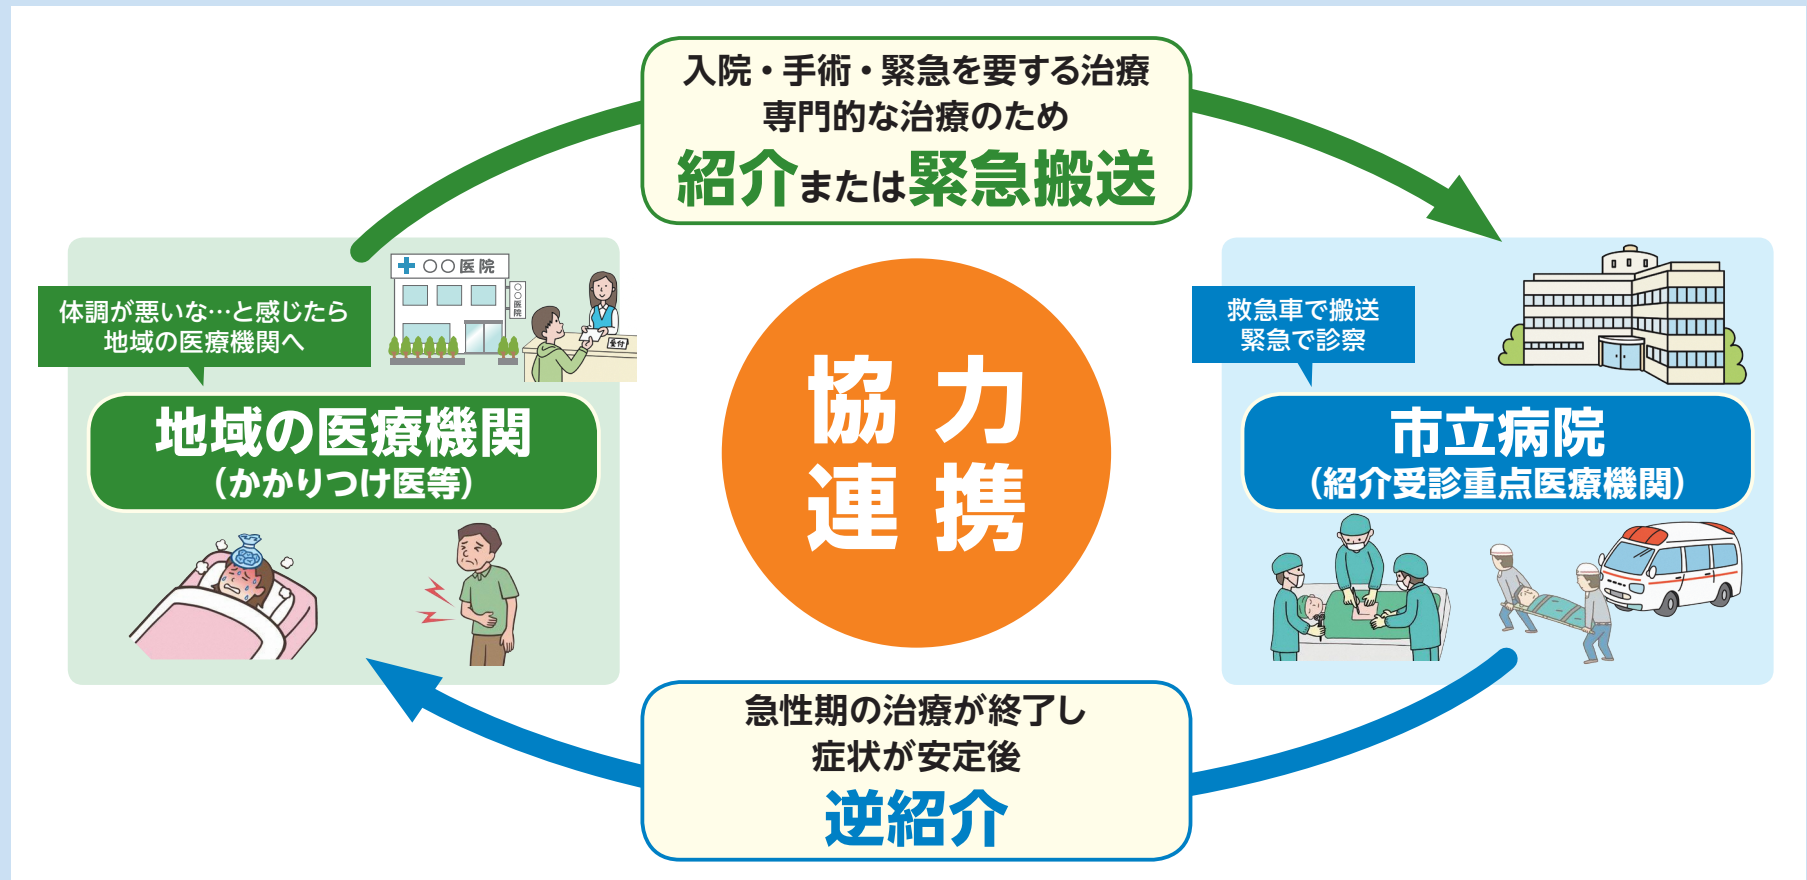 入院・手術・緊急を要する治療
専門的な治療のため
紹介または緊急搬送
体調が悪いな…と感じたら
地域の医療機関へ
〇〇医院
〇〇医院
受付
地域の医療機関
(かかりつけ医等)
協力
連携
救急車で搬送
緊急で診察
市立病院
(紹介受診重点医療機関)
急性期の治療が終了し
症状が安定後
逆紹介